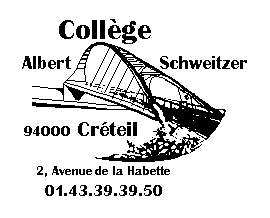 Collège
Albert Schweitzer
94000 Créteil
2, Avenue de la Habette
01.43.39.39.50